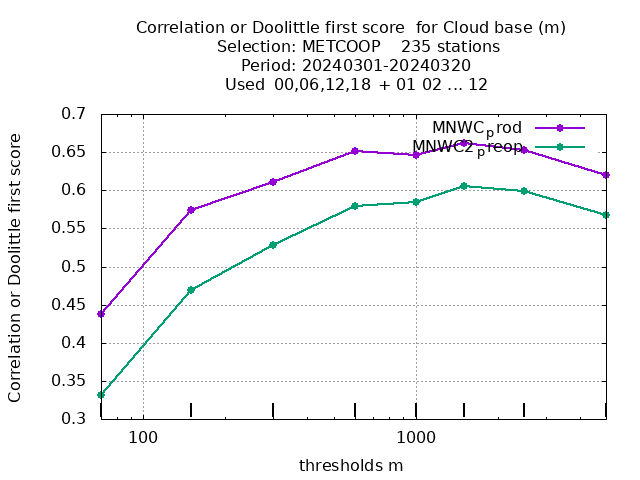 Correlation or Doolittle first score for Cloud base (m)
Selection: METCOOP 235 stations
Period: 20240301-20240320
Used 00,06,12,18 + 01 02 ... 12
MNWC_prod
MNWC2_preop
Correlation or Doolittle first score
0.7
0.65
0.6
0.55
0.5
0.45
0.4
0.35
0.3
100
1000
thresholds m